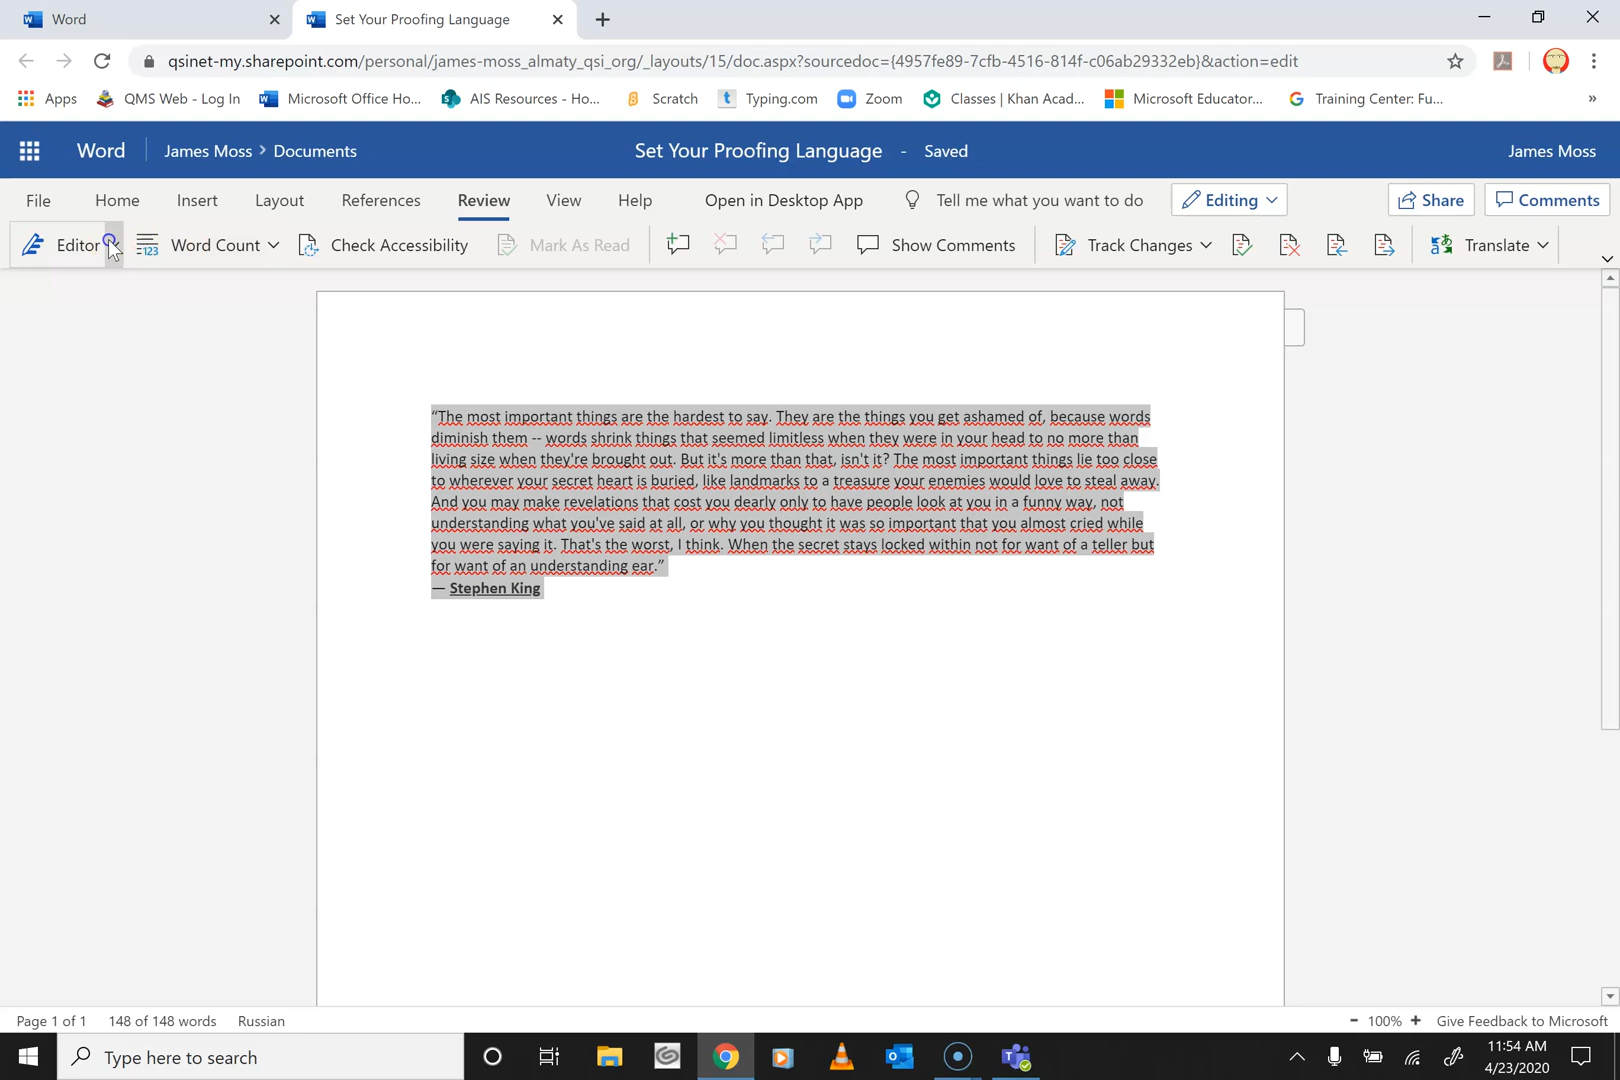 Word
Set Your Proofing Language
qsinet-my.sharepoint.com/personal/james-moss_almaty_qsi_org/_layouts/15/doc.aspx?sourcedoc={4957fe89-7cfb-4516-814f-c06ab29332eb}&action=edit
Apps QMS Web - Log In Microsoft Office Ho... AIS Resources - Ho... Scratch Typing.com Zoom Classes | Khan Acad... Microsoft Educator... Training Center: Fu... »
Word James Moss > Documents Set Your Proofing Language - Saved James Moss
File Home Insert Layout References Review View Help Open in Desktop App Tell me what you want to do Editing Share Comments
Editor Word Count Check Accessibility Mark As Read Show Comments Track Changes Translate
“The most important things are the hardest to say. They are the things you get ashamed of, because words
diminish them -- words shrink things that seemed limitless when they were in your head to no more than
living size when they're brought out. But it's more than that, isn't it? The most important things lie too close
to wherever your secret heart is buried, like landmarks to a treasure your enemies would love to steal away.
And you may make revelations that cost you dearly only to have people look at you in a funny way, not
understanding what you've said at all, or why you thought it was so important that you almost cried while
you were saying it. That's the worst, I think. When the secret stays locked within not for want of a teller but
for want of an understanding ear.”
— Stephen King
Page 1 of 1 148 of 148 words Russian - 100% + Give Feedback to Microsoft
Type here to search
11:54 AM
4/23/2020